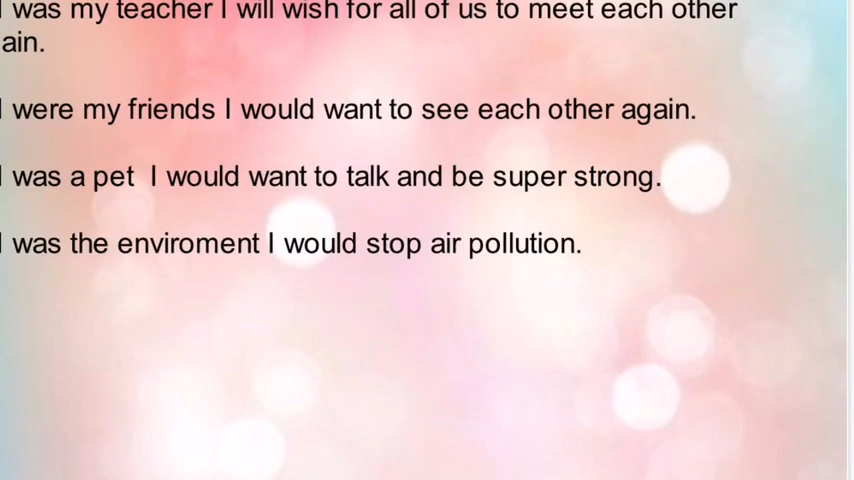 I was my teacher I will wish for all of us to meet each other
ain.
I were my friends I would want to see each other again.
I was a pet  I would want to talk and be super strong.
I was the enviroment I would stop air pollution.